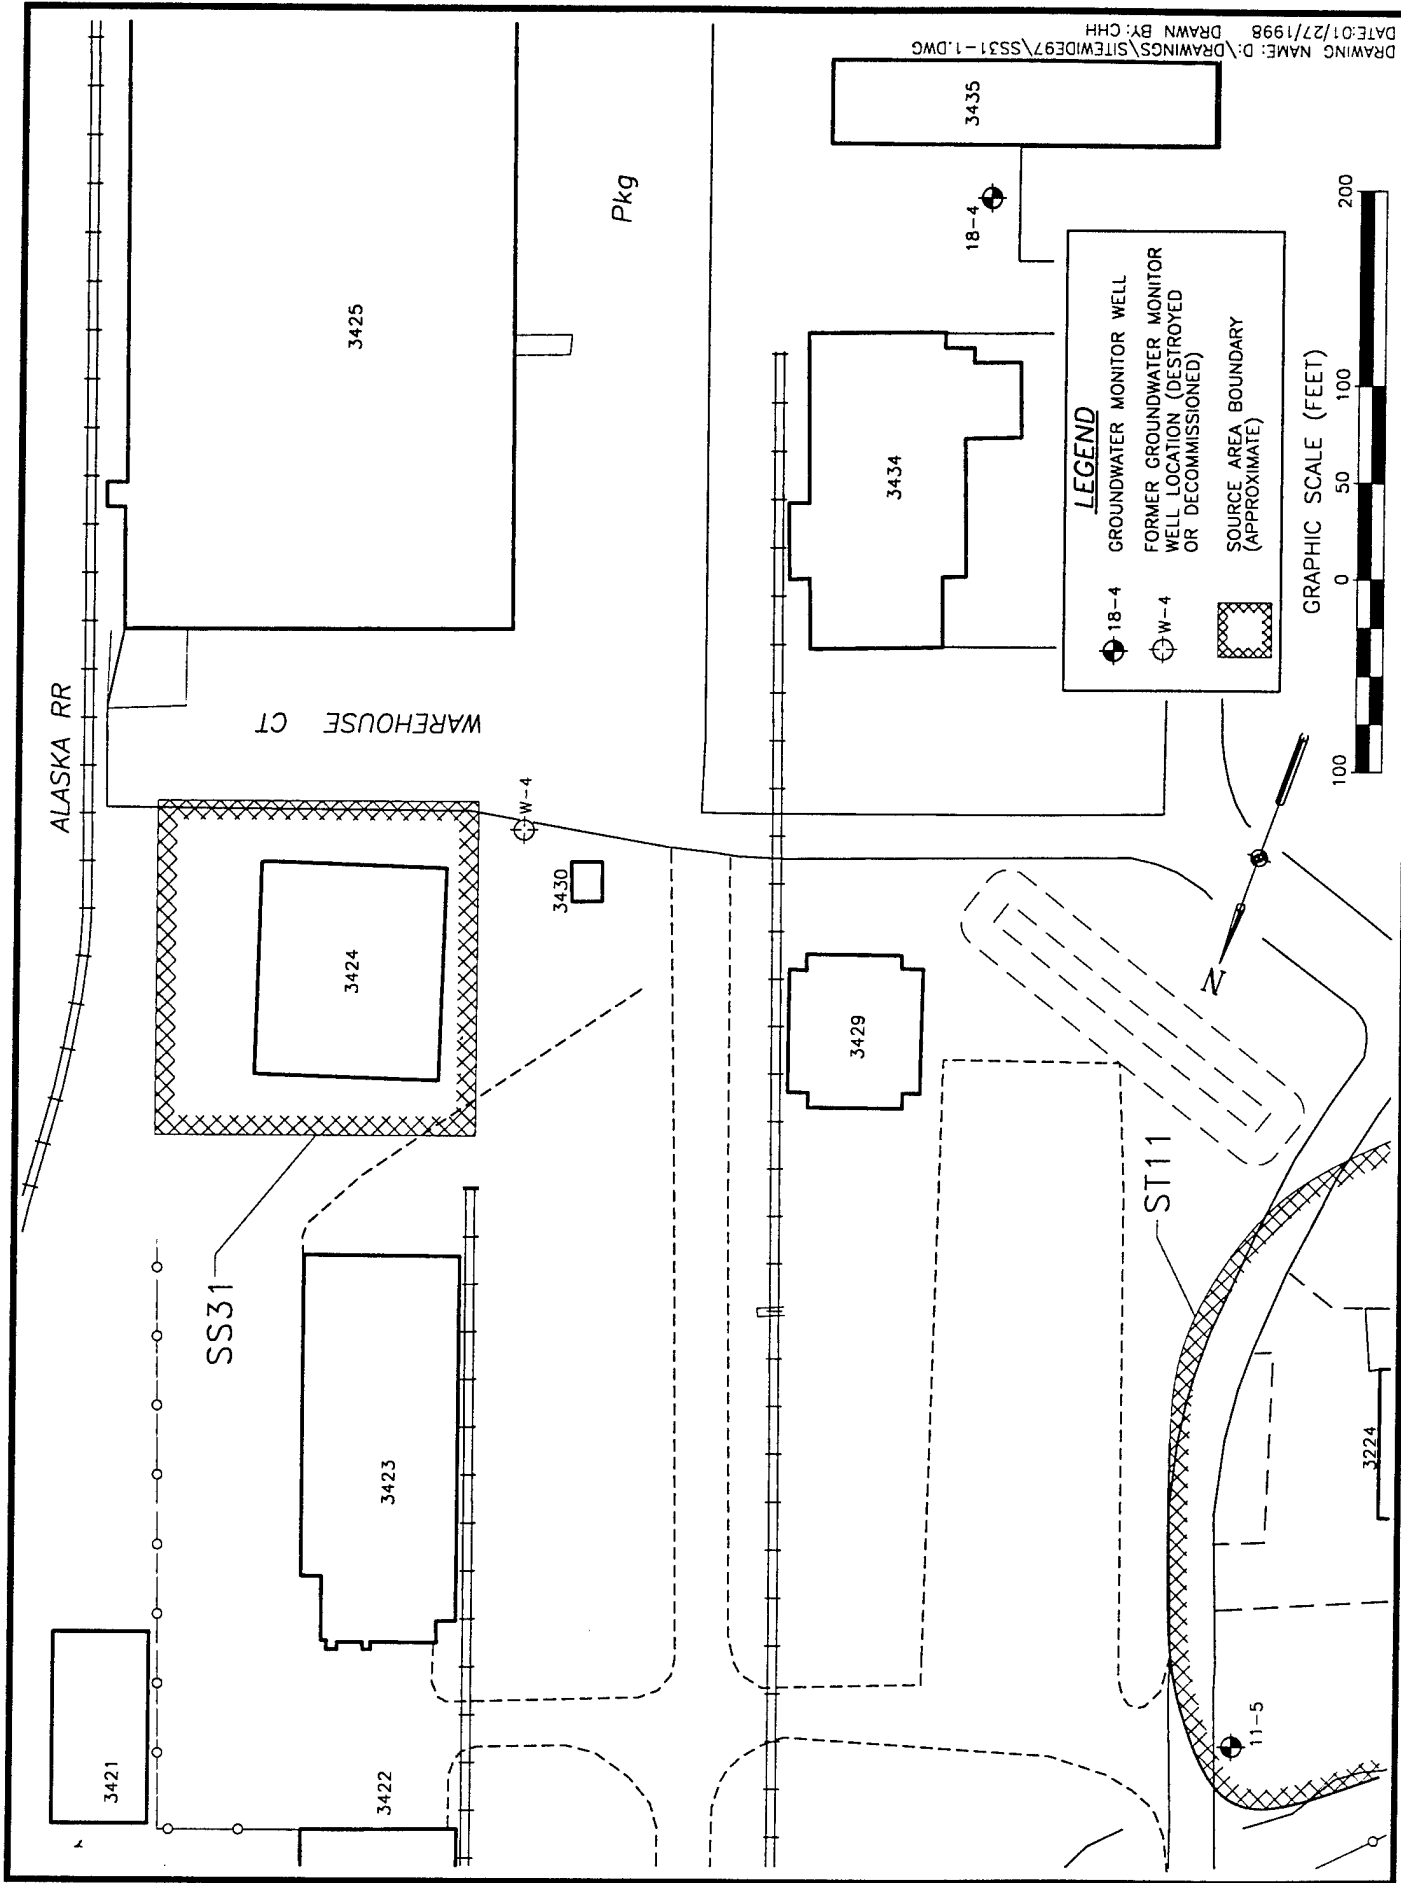 DRAWING NAME: D:\DRAWINGS\SITEWIDE97\SS31-1.DWG
DATE:01/27/1998 DRAWN BY: CHH
ALASKA RR
3425
Pkg
3435
18-4
WAREHOUSE CT
W-4
3430
3424
3434
3429
SS31
ST11
3423
3421
3422
3224
11-5
N
LEGEND
18-4 GROUNDWATER MONITOR WELL
W-4 FORMER GROUNDWATER MONITOR
WELL LOCATION (DESTROYED
OR DECOMMISSIONED)
SOURCE AREA BOUNDARY
(APPROXIMATE)
GRAPHIC SCALE (FEET)
100 0 50 100 200